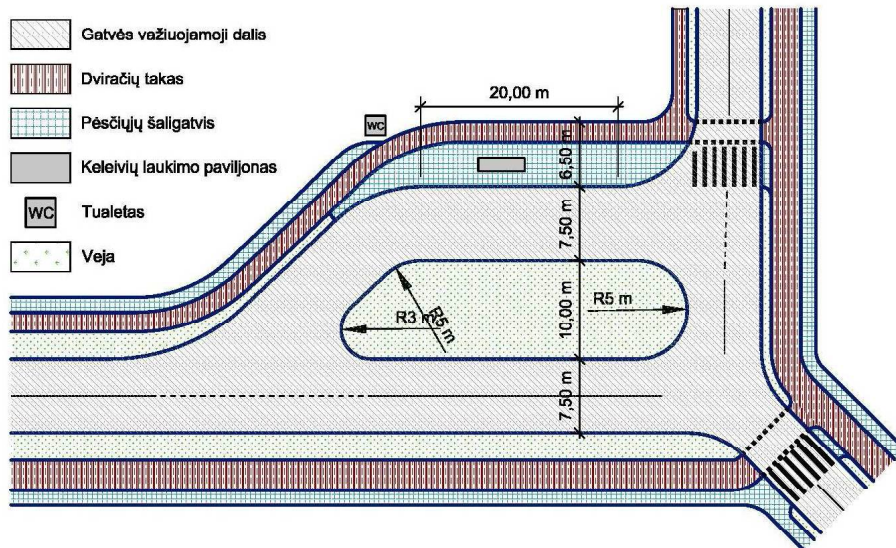 Gatvės važiuojamoji dalis
Dviračių takas
Pėsčiųjų šaligatvis
Keleivių laukimo paviljonas
WC
Tualetas
Veja
WC
20,00 m
6,50 m
7,50 m
10,00 m
7,50 m
R3 m
R5 m
R5 m